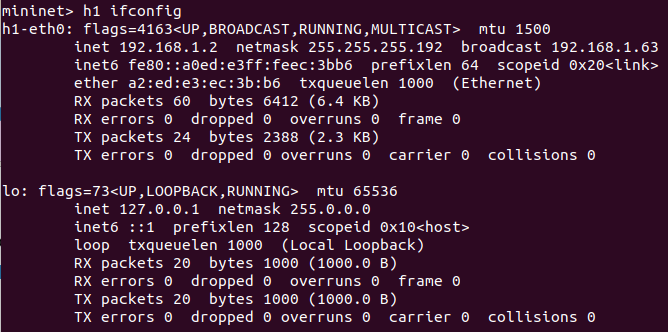 mininet> h1 ifconfig
h1-eth0: flags=4163<UP,BROADCAST,RUNNING,MULTICAST>  mtu 1500
        inet 192.168.1.2  netmask 255.255.255.192  broadcast 192.168.1.63
        inet6 fe80::a0ed:e3ff:feec:3bb6  prefixlen 64  scopeid 0x20<link>
        ether a2:ed:e3:ec:3b:b6  txqueuelen 1000  (Ethernet)
        RX packets 60  bytes 6412 (6.4 KB)
        RX errors 0  dropped 0  overruns 0  frame 0
        TX packets 24  bytes 2388 (2.3 KB)
        TX errors 0  dropped 0 overruns 0  carrier 0  collisions 0

lo: flags=73<UP,LOOPBACK,RUNNING>  mtu 65536
        inet 127.0.0.1  netmask 255.0.0.0
        inet6 ::1  prefixlen 128  scopeid 0x10<host>
        loop  txqueuelen 1000  (Local Loopback)
        RX packets 20  bytes 1000 (1000.0 B)
        RX errors 0  dropped 0  overruns 0  frame 0
        TX packets 20  bytes 1000 (1000.0 B)
        TX errors 0  dropped 0 overruns 0  carrier 0  collisions 0